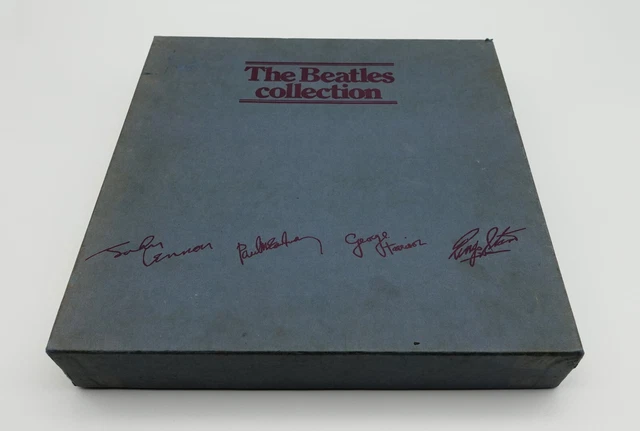 The Beatles
collection
John Lennon Paul McCartney George Harrison Ringo Starr